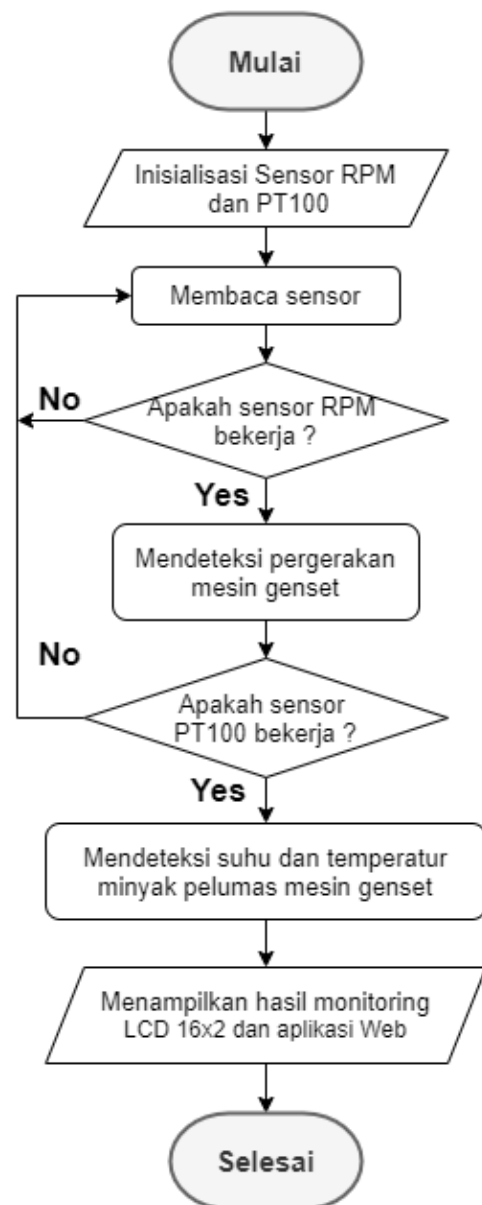 Mulai
Inisialisasi Sensor RPM
dan PT100
Membaca sensor
No
Apakah sensor RPM
bekerja ?
Yes
Mendeteksi pergerakan
mesin genset
No
Apakah sensor
PT100 bekerja ?
Yes
Mendeteksi suhu dan temperatur
minyak pelumas mesin genset
Menampilkan hasil monitoring
LCD 16x2 dan aplikasi Web
Selesai